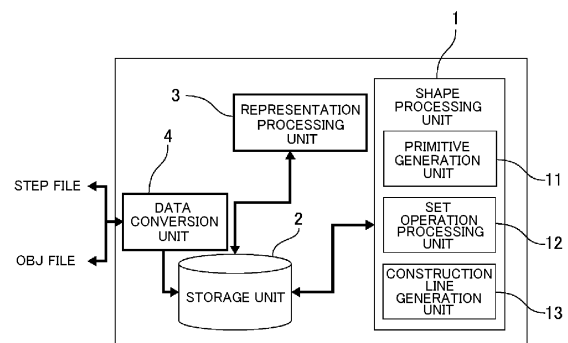 1
SHAPE
PROCESSING
UNIT
3
REPRESENTATION
PROCESSING
UNIT
PRIMITIVE
GENERATION
UNIT
11
4
STEP FILE
DATA
CONVERSION
UNIT
OBJ FILE
2
STORAGE UNIT
SET
OPERATION
PROCESSING
UNIT
12
CONSTRUCTION
LINE
GENERATION
UNIT
13